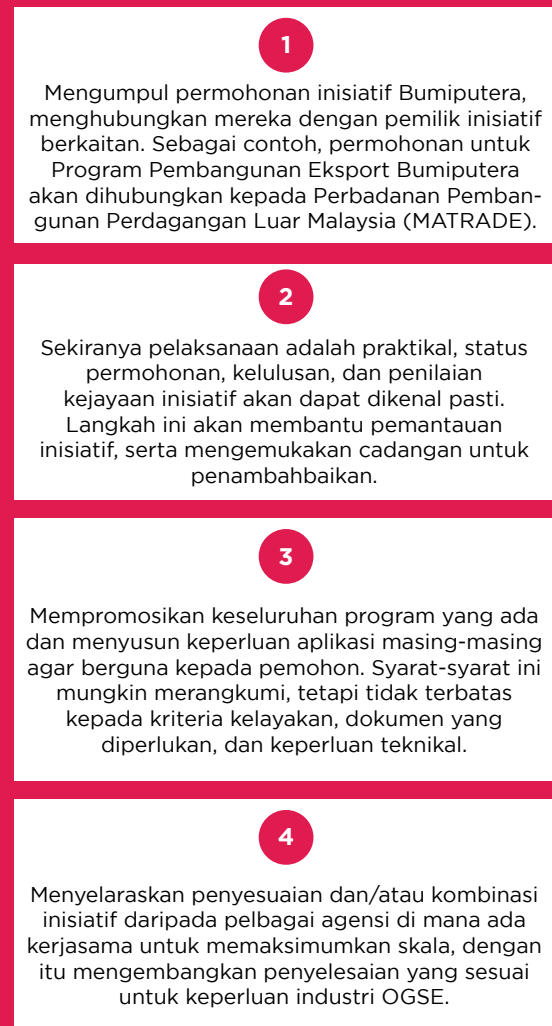 1
Mengumpul permohonan inisiatif Bumiputera,
menghubungkan mereka dengan pemilik inisiatif
berkaitan. Sebagai contoh, permohonan untuk
Program Pembangunan Eksport Bumiputera
akan dihubungkan kepada Perbadanan Pemban-
gunan Perdagangan Luar Malaysia (MATRADE).
2
Sekiranya pelaksanaan adalah praktikal, status
permohonan, kelulusan, dan penilaian
kejayaan inisiatif akan dapat dikenal pasti.
Langkah ini akan membantu pemantauan
inisiatif, serta mengemukakan cadangan untuk
penambahbaikan.
3
Mempromosikan keseluruhan program yang ada
dan menyusun keperluan aplikasi masing-masing
agar berguna kepada pemohon. Syarat-syarat ini
mungkin merangkumi, tetapi tidak terbatas
kepada kriteria kelayakan, dokumen yang
diperlukan, dan keperluan teknikal.
4
Menyelaraskan penyesuaian dan/atau kombinasi
inisiatif daripada pelbagai agensi di mana ada
kerjasama untuk memaksimumkan skala, dengan
itu mengembangkan penyelesaian yang sesuai
untuk keperluan industri OGSE.